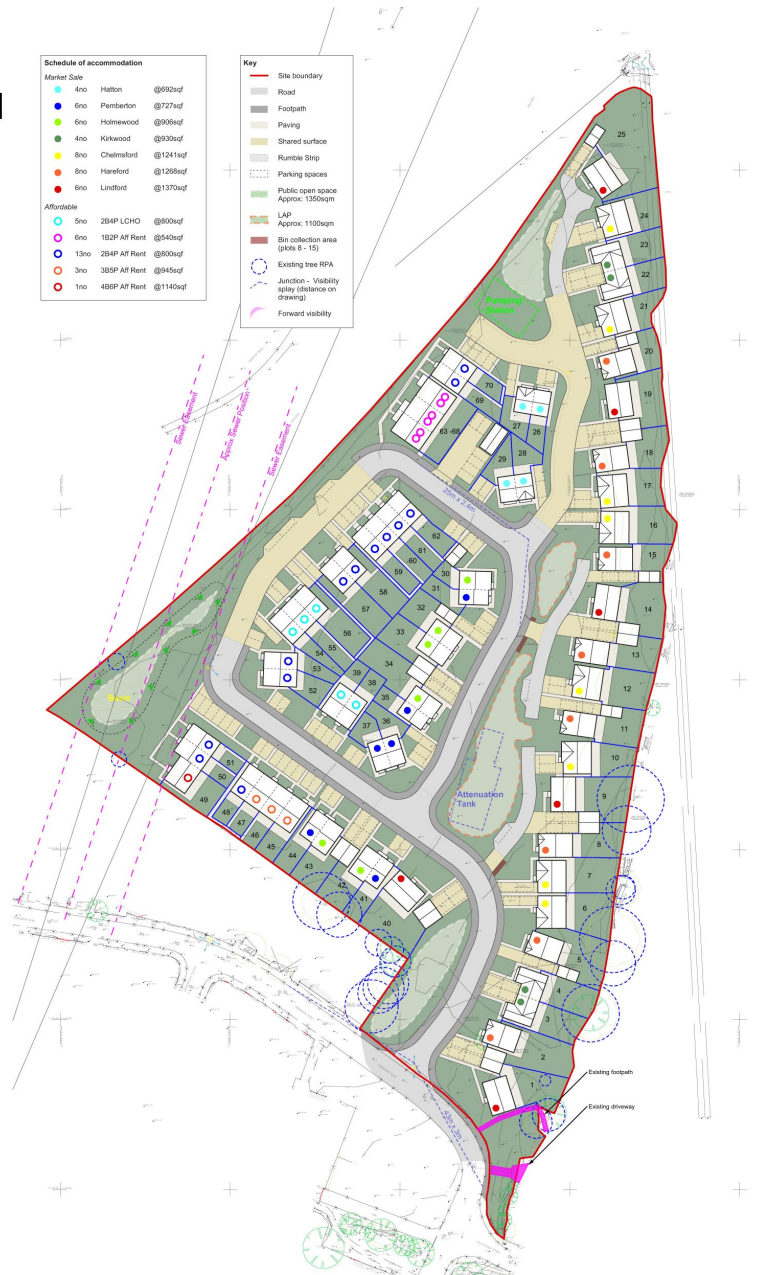 Schedule of accommodation
Market Sale
4no Hatton @692sqf
6no Pemberton @727sqf
6no Holmewood @906sqf
4no Kirkwood @930sqf
8no Chelmsford @1241sqf
8no Hareford @1268sqf
6no Lindford @1370sqf
Affordable
5no 2B4P LCHO @800sqf
6no 1B2P Aff Rent @540sqf
13no 2B4P Aff Rent @800sqf
3no 3B5P Aff Rent @945sqf
1no 4B6P Aff Rent @1140sqf
Key
Site boundary
Road
Footpath
Paving
Shared surface
Rumble Strip
Parking spaces
Public open space
Approx: 1350sqm
LAP
Approx: 1100sqm
Bin collection area
(plots 8 - 15)
Existing tree RPA
Junction - Visibility
splay (distance on
drawing)
Forward visibility
25
24
23
22
21
20
19
18
17
16
15
14
13
12
11
10
9
8
7
6
5
4
3
2
1
Pumping
Station
70
69
63 -68
27
26
28
29
25m x 2.4m
62
61
60
59
58
57
56
55
54
53
52
30
31
32
33
34
35
36
37
38
39
Sewer Easement
Approx Sewer Position
Sewer Easement
Attenuation
Tank
51
50
49
48
47
46
45
44
43
42
41
40
43m x 3m
Existing footpath
Existing driveway